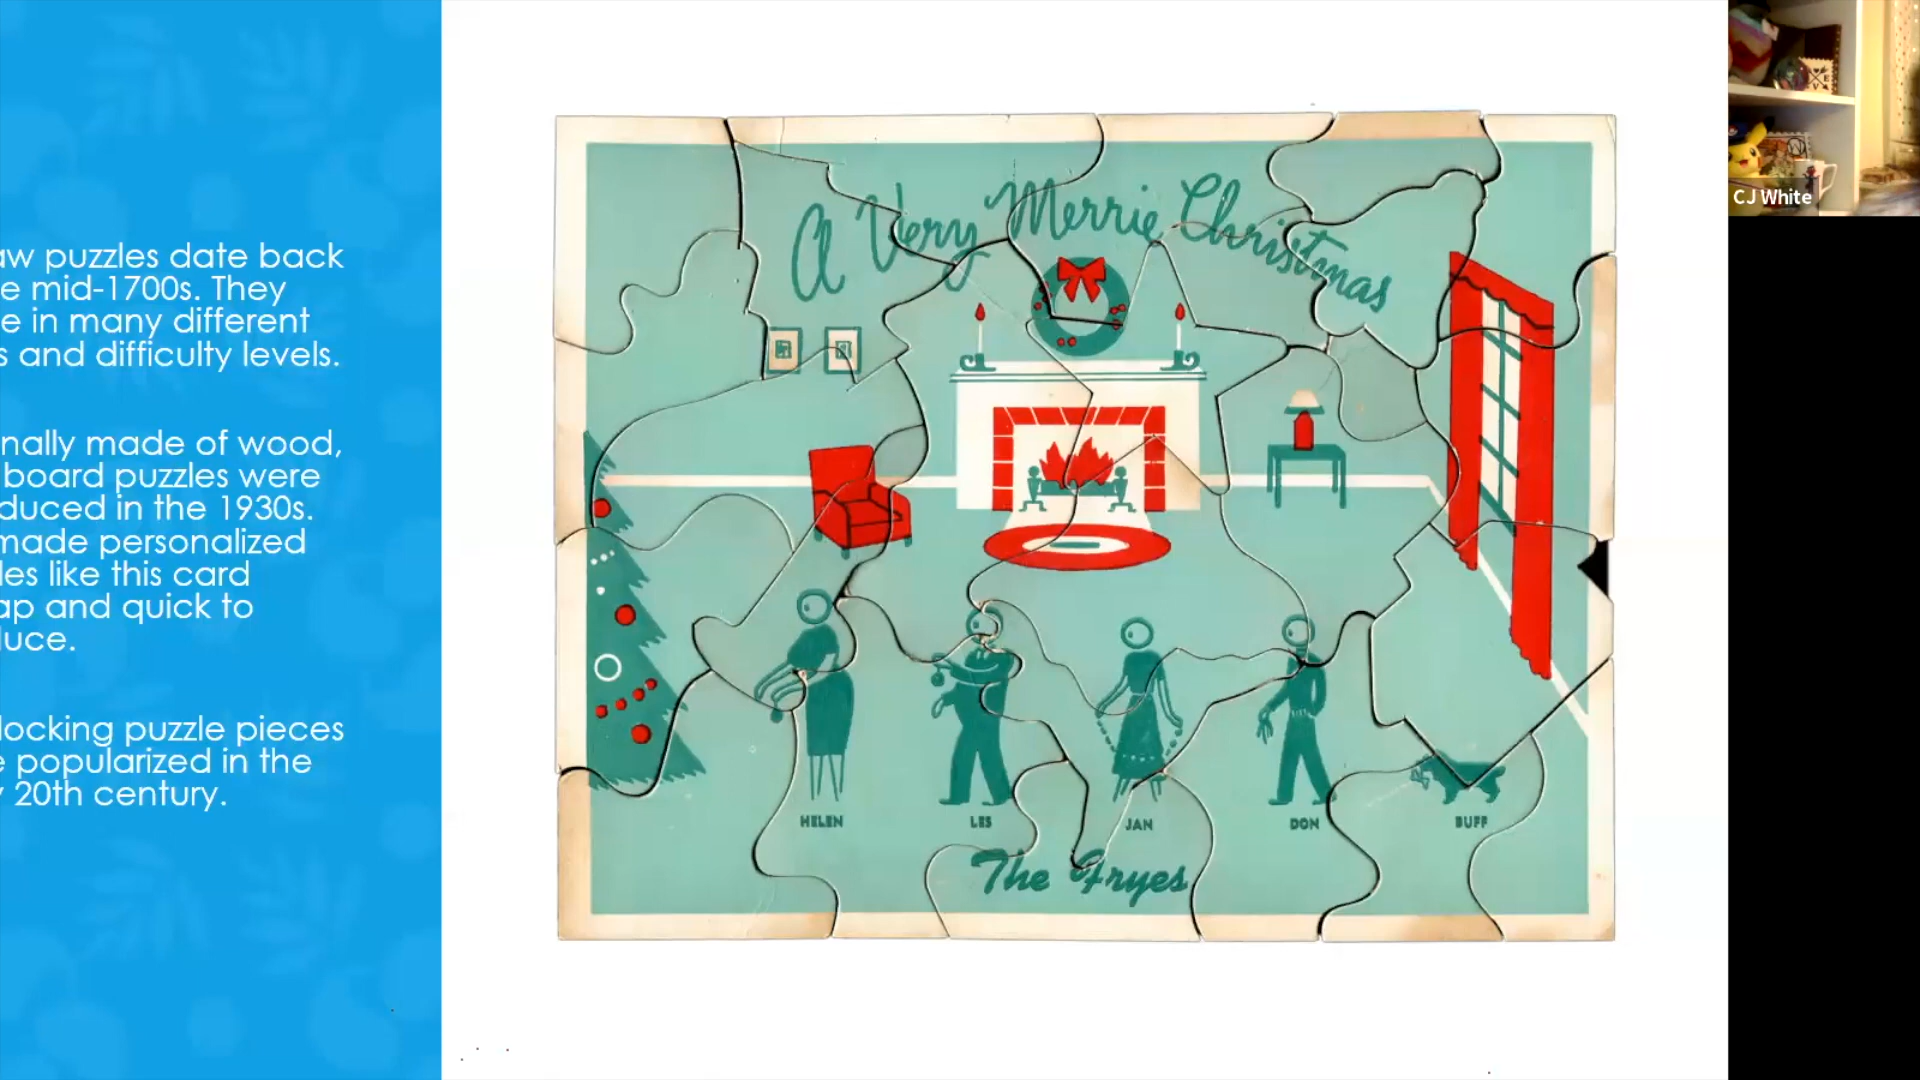 aw puzzles date back
e mid-1700s. They
e in many different
s and difficulty levels.
nally made of wood,
board puzzles were
duced in the 1930s.
made personalized
les like this card
ap and quick to
luce.
locking puzzle pieces
e popularized in the
y 20th century.
A Very Merrie Christmas
HELEN LES JAN DON BUFF
The Fryes
CJ White